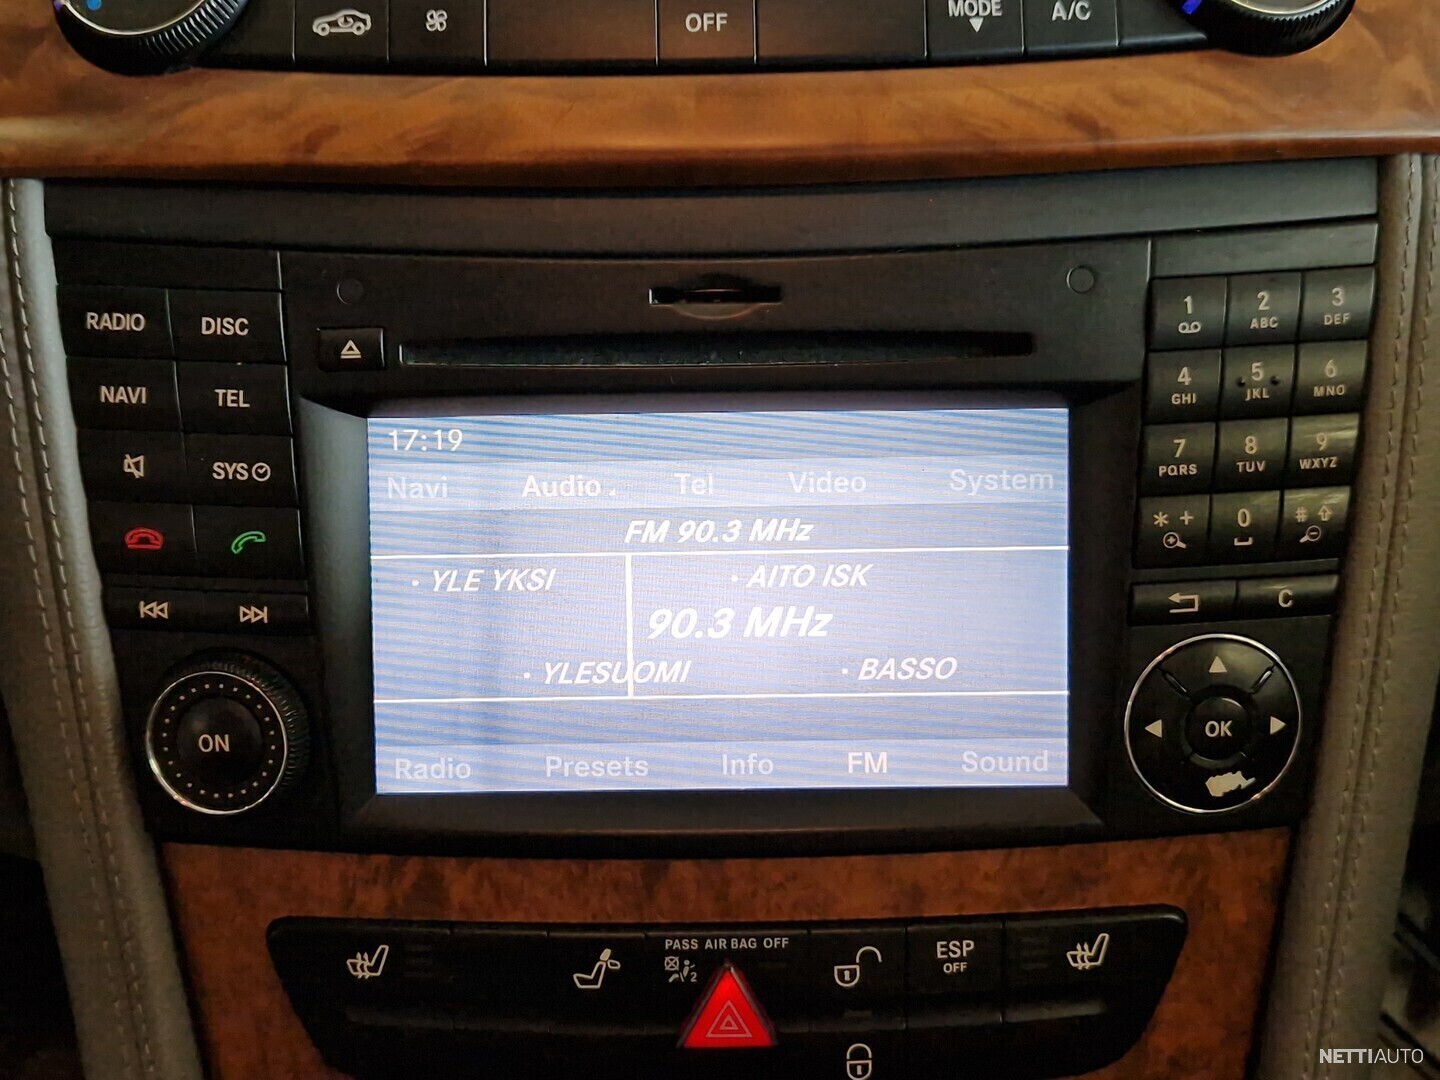 OFF
MODE
A/C
RADIO
DISC
NAVI
TEL
SYS
ON
1
2 ABC
3 DEF
4 GHI
5 JKL
6 MNO
7 PQRS
8 TUV
9 WXYZ
* +
0
#
C
OK
17:19
Navi Audio Tel Video System
FM 90.3 MHz
· YLE YKSI · AITO ISK
90.3 MHz
· YLESUOMI · BASSO
Radio Presets Info FM Sound
PASS AIR BAG OFF
2
ESP
OFF
NETTIAUTO